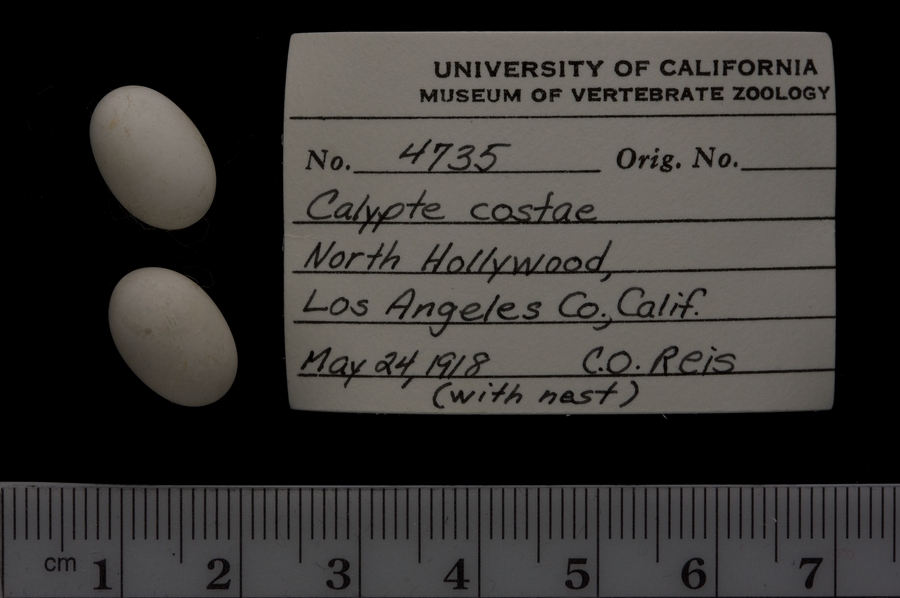 UNIVERSITY OF CALIFORNIA
MUSEUM OF VERTEBRATE ZOOLOGY
No. 4735 Orig. No.
Calypte costae
North Hollywood,
Los Angeles Co., Calif.
May 24, 1918 C.O. Reis
(with nest)
cm 1 2 3 4 5 6 7